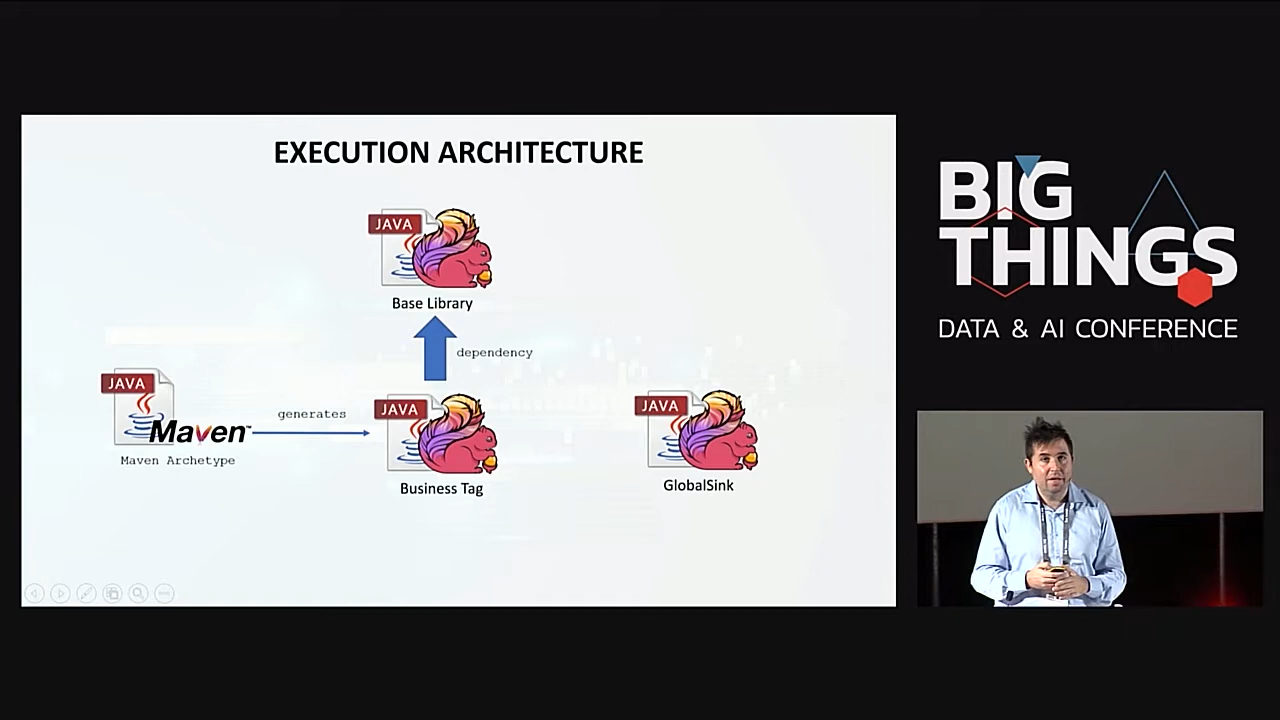 EXECUTION ARCHITECTURE
JAVA
Base Library
dependency
JAVA
Maven™
Maven Archetype
generates
JAVA
Business Tag
JAVA
GlobalSink
BIG
THINGS
DATA & AI CONFERENCE